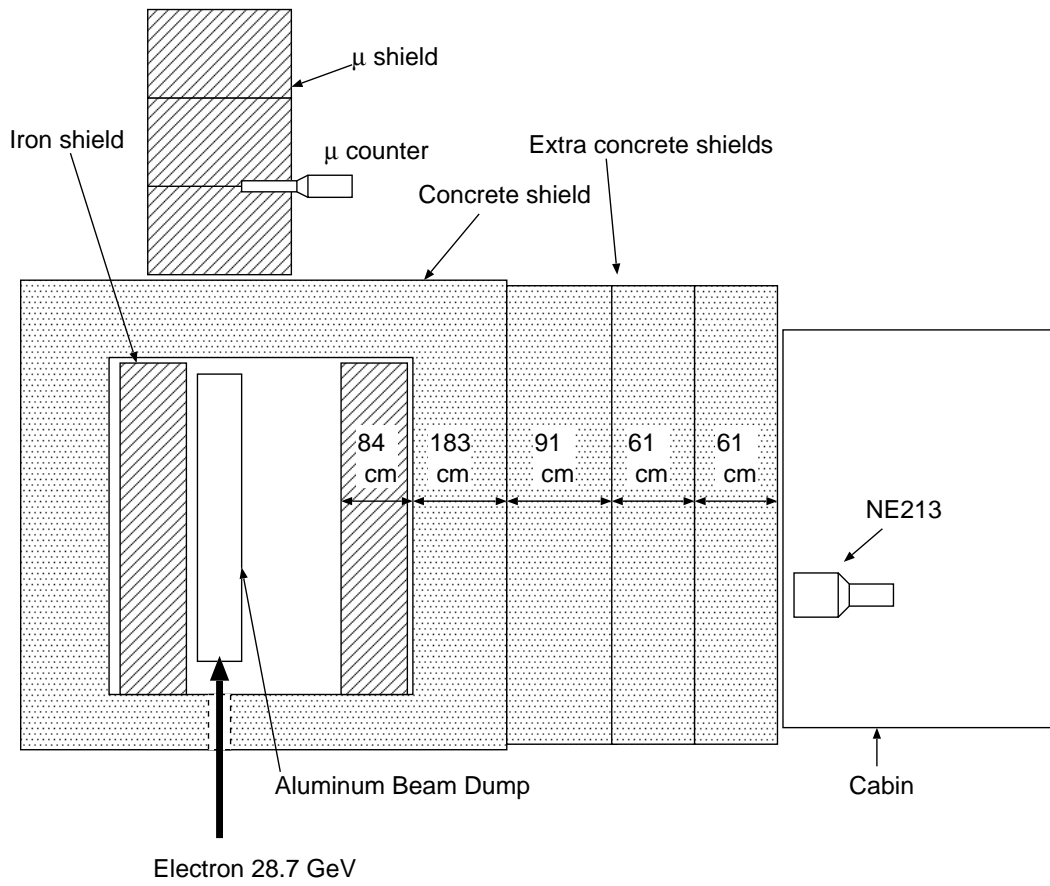 μ shield
Iron shield
μ counter
Extra concrete shields
Concrete shield
84
cm
183
cm
91
cm
61
cm
61
cm
NE213
Aluminum Beam Dump
Cabin
Electron 28.7 GeV